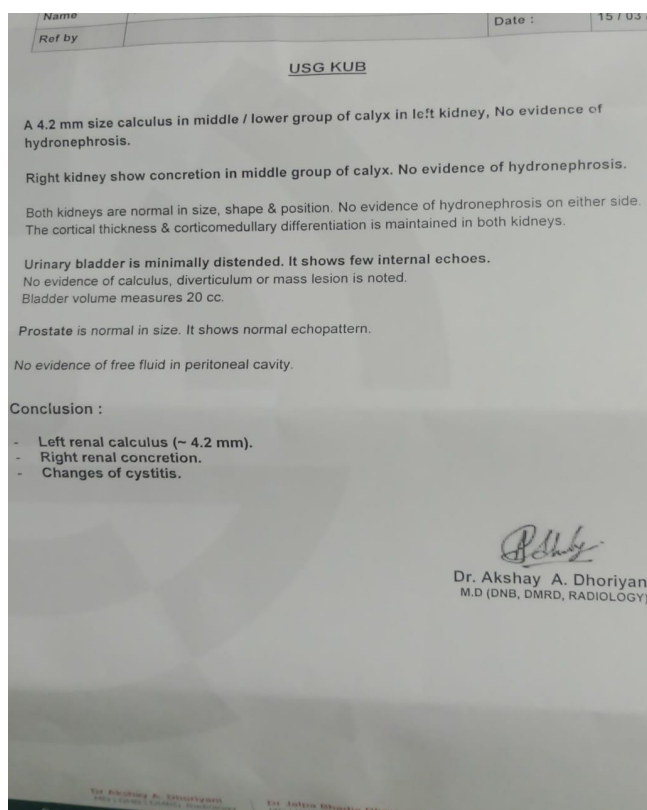 Name
Date :
15 / 03
Ref by
USG KUB
A 4.2 mm size calculus in middle / lower group of calyx in left kidney, No evidence of
hydronephrosis.
Right kidney show concretion in middle group of calyx. No evidence of hydronephrosis.
Both kidneys are normal in size, shape & position. No evidence of hydronephrosis on either side.
The cortical thickness & corticomedullary differentiation is maintained in both kidneys.
Urinary bladder is minimally distended. It shows few internal echoes.
No evidence of calculus, diverticulum or mass lesion is noted.
Bladder volume measures 20 cc.
Prostate is normal in size. It shows normal echopattern.
No evidence of free fluid in peritoneal cavity.
Conclusion :
- Left renal calculus (~ 4.2 mm).
- Right renal concretion.
- Changes of cystitis.
Dr. Akshay A. Dhoriyan
M.D (DNB, DMRD, RADIOLOGY)
Dr Akshay A. Dhoriyani